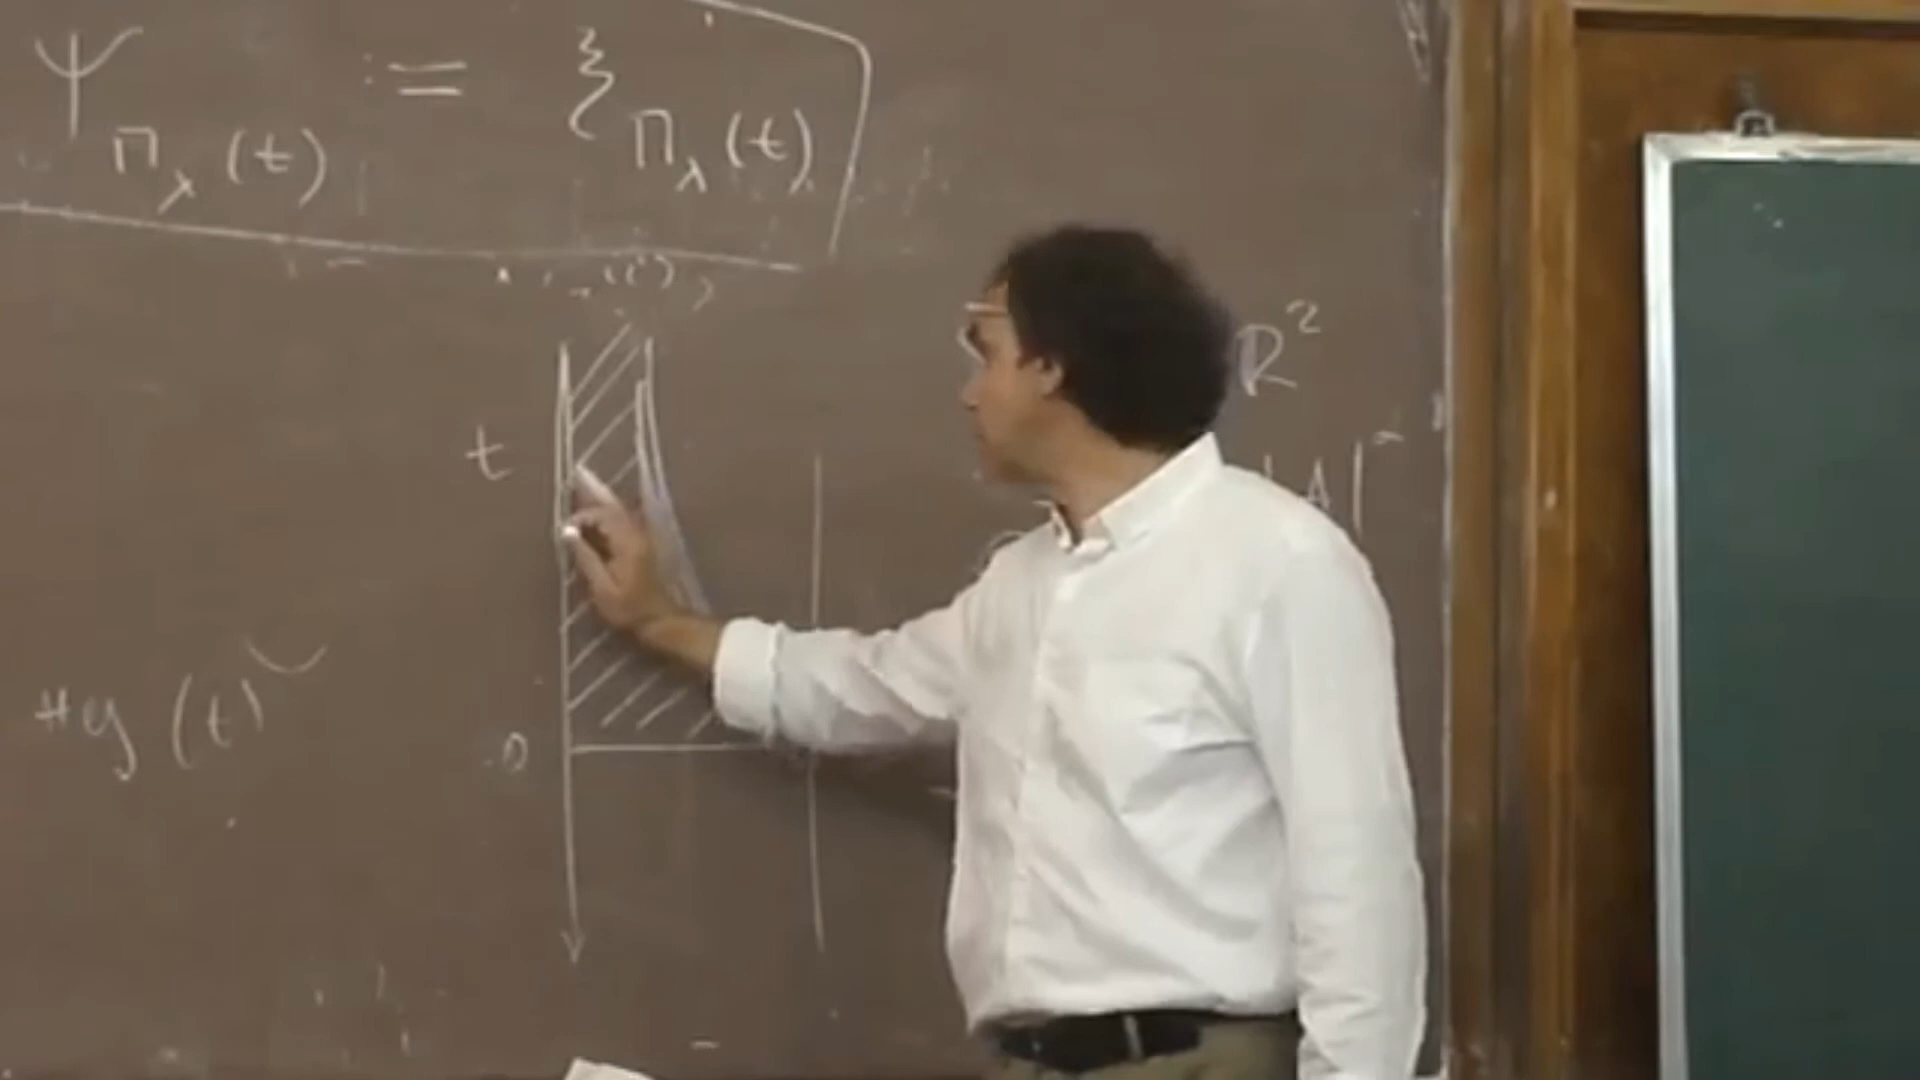 Ψ_{Π_λ(t)} := ξ_{Π_λ(t)}
R²
t
|A|⁻
#y(t)
0